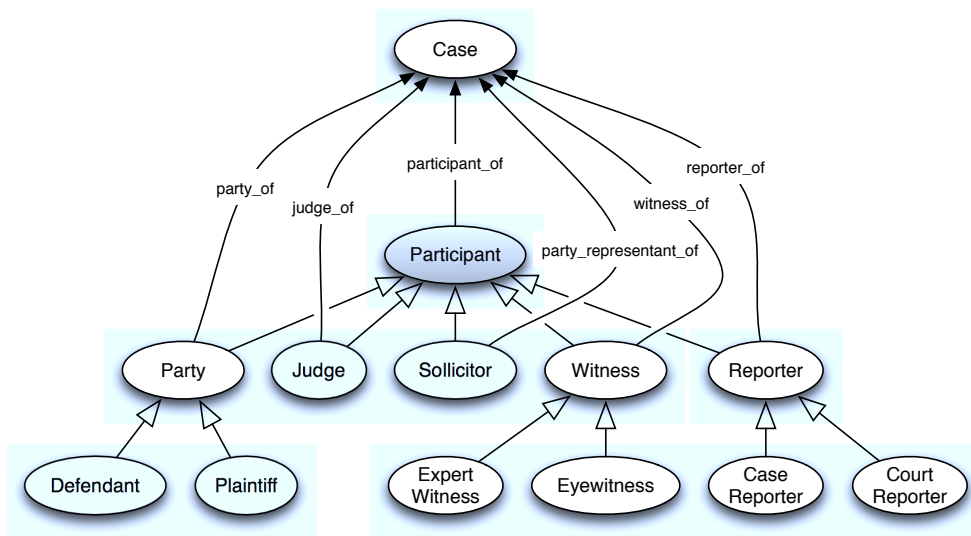 Case
participant_of
reporter_of
party_of
judge_of
witness_of
Participant
party_representant_of
Party
Judge
Sollicitor
Witness
Reporter
Defendant
Plaintiff
Expert
Witness
Eyewitness
Case
Reporter
Court
Reporter